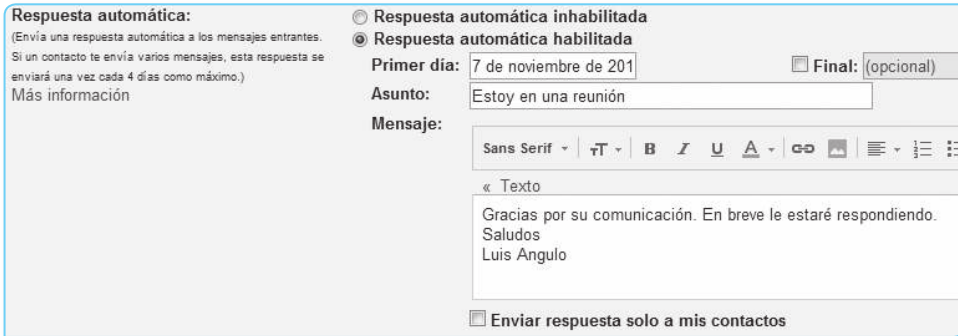 Respuesta automática:
(Envía una respuesta automática a los mensajes entrantes.
Si un contacto te envía varios mensajes, esta respuesta se
enviará una vez cada 4 días como máximo.)
Más información
Respuesta automática inhabilitada
Respuesta automática habilitada
Primer día: 7 de noviembre de 201 Final: (opcional)
Asunto: Estoy en una reunión
Mensaje:
Sans Serif TT B I U A
« Texto
Gracias por su comunicación. En breve le estaré respondiendo.
Saludos
Luis Angulo
Enviar respuesta solo a mis contactos